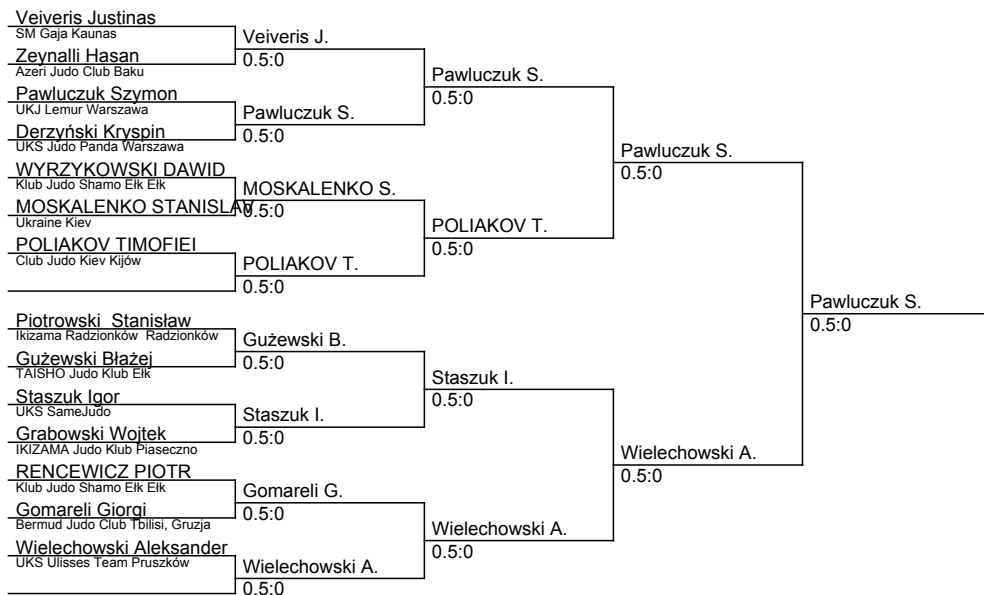 Veiveris Justinas
SM Gaja Kaunas
Zeynalli Hasan
Azeri Judo Club Baku
Pawluczuk Szymon
UKJ Lemur Warszawa
Derzyński Kryspin
UKS Judo Panda Warszawa
WYRZYKOWSKI DAWID
Klub Judo Shamo Ełk Ełk
MOSKALENKO STANISLAV
Ukraine Kiev
POLIAKOV TIMOFIEI
Club Judo Kiev Kijów
Piotrowski  Stanisław
Ikizama Radzionków  Radzionków
Gużewski Błażej
TAISHO Judo Klub Ełk
Staszuk Igor
UKS SameJudo
Grabowski Wojtek
IKIZAMA Judo Klub Piaseczno
RENCEWICZ PIOTR
Klub Judo Shamo Ełk Ełk
Gomareli Giorgi
Bermud Judo Club Tbilisi, Gruzja
Wielechowski Aleksander
UKS Ulisses Team Pruszków
Veiveris J.
0.5:0
Pawluczuk S.
0.5:0
MOSKALENKO S.
0.5:0
POLIAKOV T.
0.5:0
Gużewski B.
0.5:0
Staszuk I.
0.5:0
Gomareli G.
0.5:0
Wielechowski A.
0.5:0
Pawluczuk S.
0.5:0
POLIAKOV T.
0.5:0
Staszuk I.
0.5:0
Wielechowski A.
0.5:0
Pawluczuk S.
0.5:0
Wielechowski A.
0.5:0
Pawluczuk S.
0.5:0